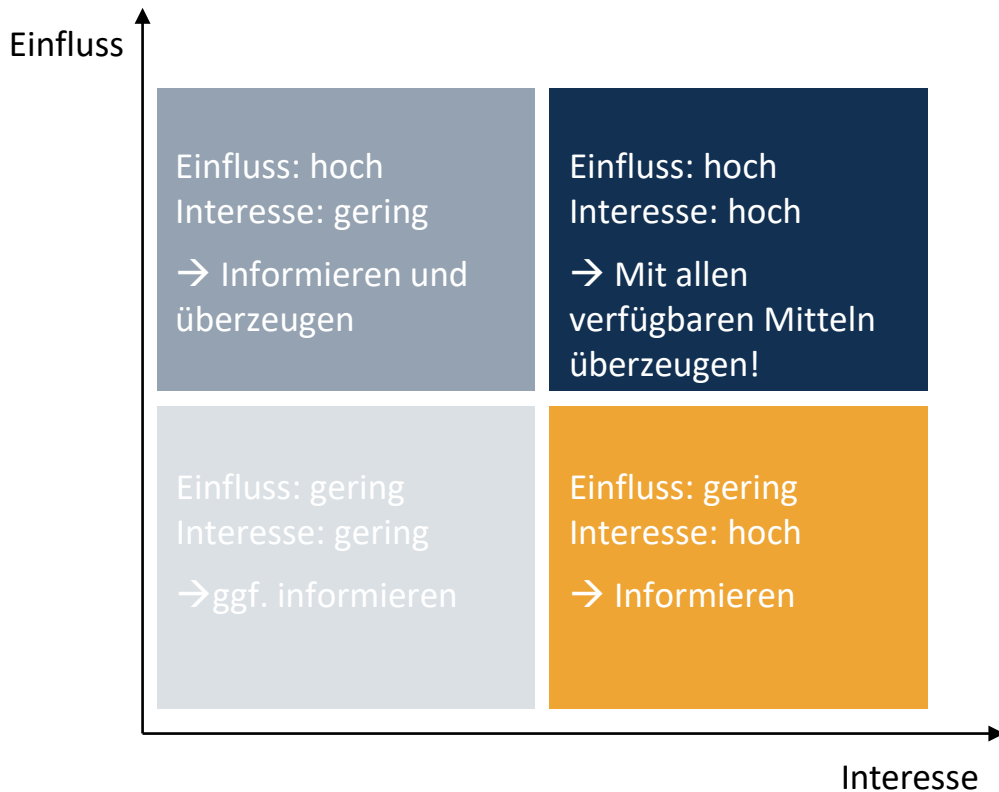 Einfluss
Einfluss: hoch
Interesse: gering
→ Informieren und
überzeugen
Einfluss: hoch
Interesse: hoch
→ Mit allen
verfügbaren Mitteln
überzeugen!
Einfluss: gering
Interesse: gering
→ggf. informieren
Einfluss: gering
Interesse: hoch
→ Informieren
Interesse